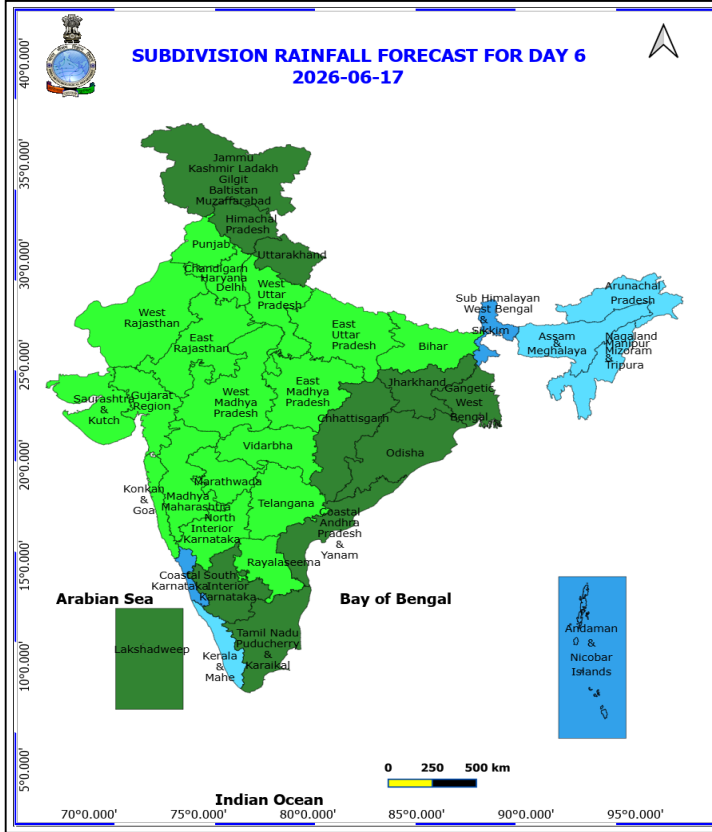 SUBDIVISION RAINFALL FORECAST FOR DAY 6
2026-06-17
40°0.000'
35°0.000'
30°0.000'
25°0.000'
20°0.000'
15°0.000'
10°0.000'
5°0.000'
Jammu
Kashmir Ladakh
Gilgit
Baltistan
Muzaffarabad
Himachal
Pradesh
Uttarakhand
Punjab
Chandigarh
Haryana
Delhi
West
Uttar
Pradesh
West
Rajasthan
East
Rajasthan
East
Uttar
Pradesh
Bihar
Sub Himalayan
West Bengal
&
Sikkim
Arunachal
Pradesh
Assam
&
Meghalaya
Nagaland
Manipur
Mizoram
&
Tripura
Saurashtra
&
Kutch
Gujarat
Region
West
Madhya
Pradesh
East
Madhya
Pradesh
Jharkhand
Gangetic
West
Bengal
Chhattisgarh
Odisha
Vidarbha
Konkan
&
Goa
Madhya
Maharashtra
Marathwada
Telangana
North
Interior
Karnataka
Coastal
Andhra
Pradesh
&
Yanam
Rayalaseema
Coastal
Karnataka
South
Interior
Karnataka
Arabian Sea
Bay of Bengal
Lakshadweep
Kerala
&
Mahe
Tamil Nadu
Puducherry
&
Karaikal
Andaman
&
Nicobar
Islands
0 250 500 km
Indian Ocean
70°0.000' 75°0.000' 80°0.000' 85°0.000' 90°0.000' 95°0.000'